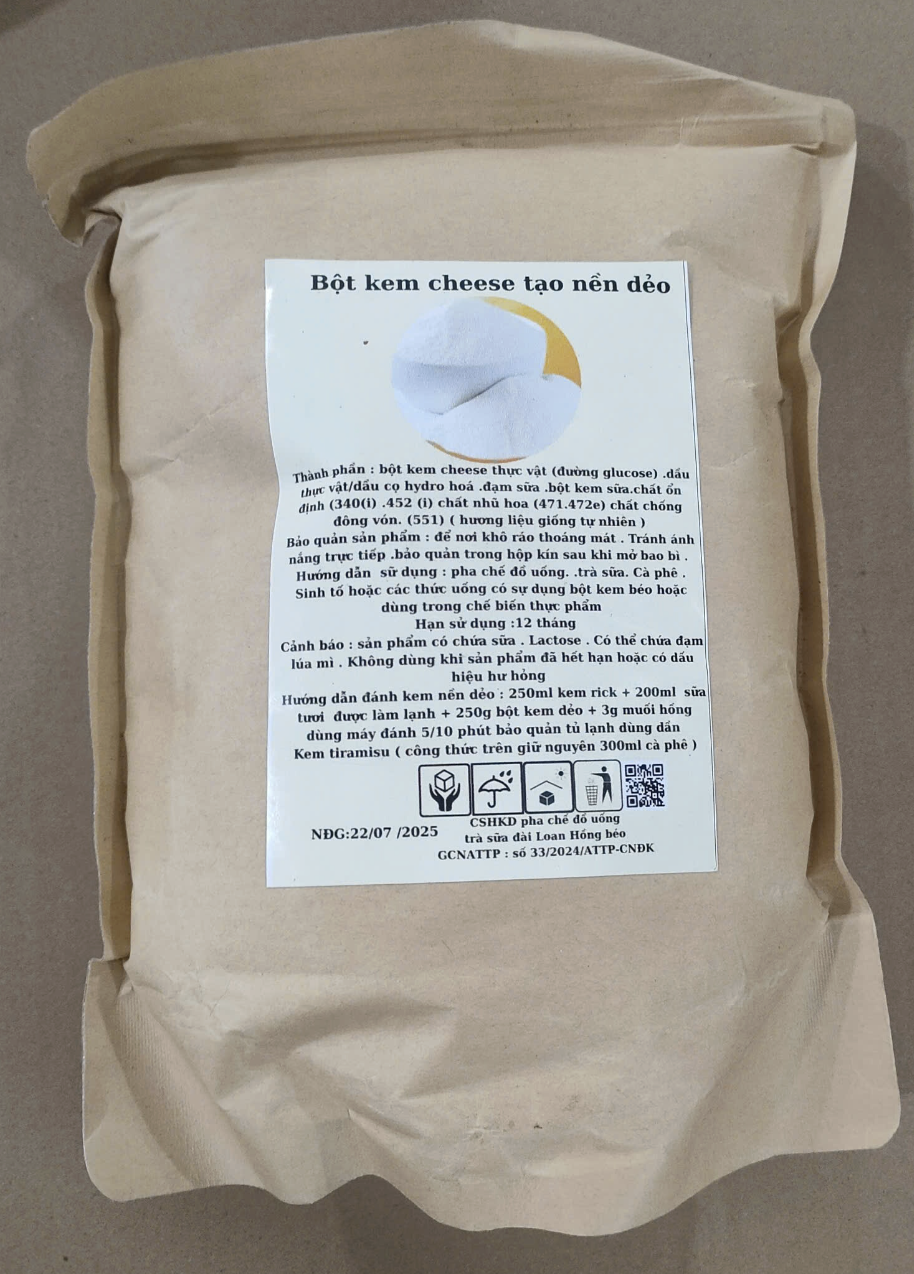 Bột kem cheese tạo nền dẻo
Thành phần : bột kem cheese thực vật (đường glucose) .dầu
thực vật/dầu cọ hydro hoá .đạm sữa .bột kem sữa.chất ổn
định (340(i) .452 (i) chất nhũ hoa (471.472e) chất chống
đông vón. (551) ( hương liệu giống tự nhiên )
Bảo quản sản phẩm : để nơi khô ráo thoáng mát . Tránh ánh
nắng trực tiếp .bảo quản trong hộp kín sau khi mở bao bì .
Hướng dẫn sữ dụng : pha chế đồ uống. .trà sữa. Cà phê .
Sinh tố hoặc các thức uống có sự dụng bột kem béo hoặc
dùng trong chế biến thực phẩm
Hạn sử dụng :12 tháng
Cảnh báo : sản phẩm có chứa sữa . Lactose . Có thể chứa đạm
lúa mì . Không dùng khi sản phẩm đã hết hạn hoặc có dấu
hiệu hư hỏng
Hướng dẫn đánh kem nền dẻo : 250ml kem rick + 200ml sữa
tươi được làm lạnh + 250g bột kem dẻo + 3g muối hồng
dùng máy đánh 5/10 phút bảo quản tủ lạnh dùng dần
Kem tiramisu ( công thức trên giữ nguyên 300ml cà phê )
NĐG:22/07 /2025
CSHKD pha chế đồ uống
trà sữa đài Loan Hồng béo
GCNATTP : số 33/2024/ATTP-CNĐK